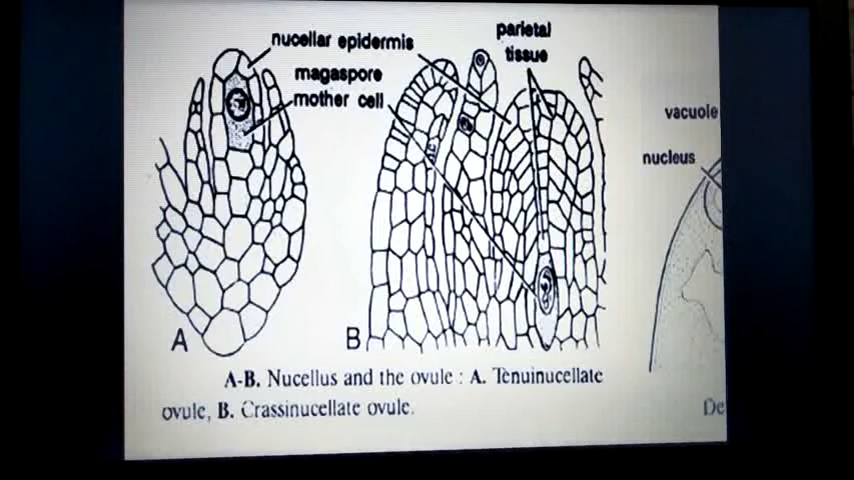 nucellar epidermis
parietal
tissue
magaspore
mother cell
vacuole
nucleus
A
B
A-B. Nucellus and the ovule : A. Tenuinucellate
ovule, B. Crassinucellate ovule.
De